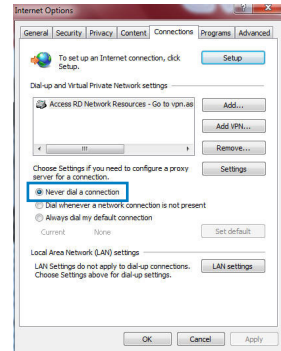 Internet Options
General Security Privacy Content Connections Programs Advanced
To set up an Internet connection, click
Setup.
Setup
Dial-up and Virtual Private Network settings
Access RD Network Resources - Go to vpn.as
Add...
Add VPN...
Remove...
Choose Settings if you need to configure a proxy
server for a connection.
Settings
Never dial a connection
Dial whenever a network connection is not present
Always dial my default connection
Current None
Set default
Local Area Network (LAN) settings
LAN Settings do not apply to dial-up connections.
Choose Settings above for dial-up settings.
LAN settings
OK Cancel Apply